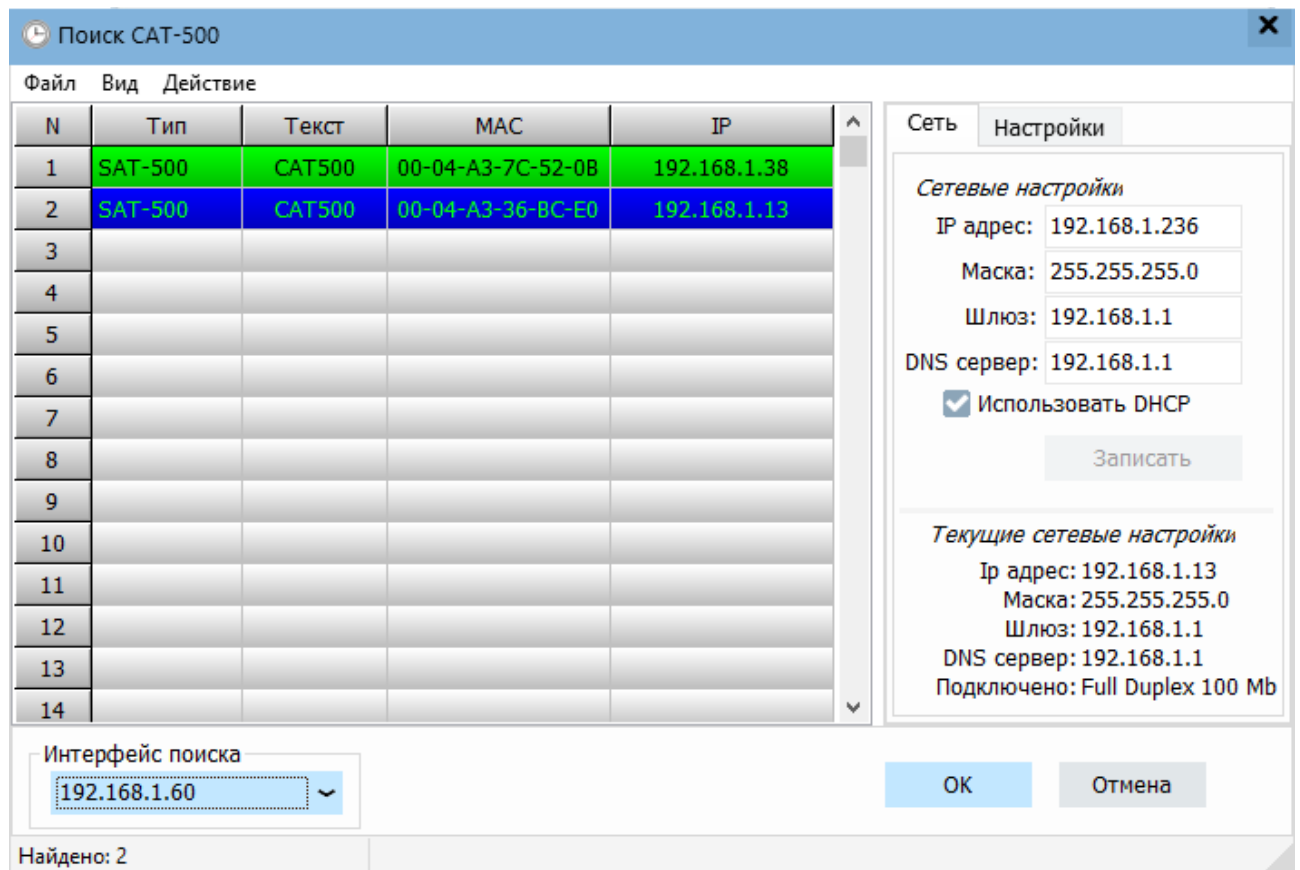 Поиск САТ-500
Файл Вид Действие
N Тип Текст MAC IP
1 SAT-500 CAT500 00-04-A3-7C-52-0B 192.168.1.38
2 SAT-500 CAT500 00-04-A3-36-BC-E0 192.168.1.13
3
4
5
6
7
8
9
10
11
12
13
14
Сеть Настройки
Сетевые настройки
IP адрес: 192.168.1.236
Маска: 255.255.255.0
Шлюз: 192.168.1.1
DNS сервер: 192.168.1.1
Использовать DHCP
Записать
Текущие сетевые настройки
Ip адрес: 192.168.1.13
Маска: 255.255.255.0
Шлюз: 192.168.1.1
DNS сервер: 192.168.1.1
Подключено: Full Duplex 100 Mb
Интерфейс поиска
192.168.1.60
OK Отмена
Найдено: 2